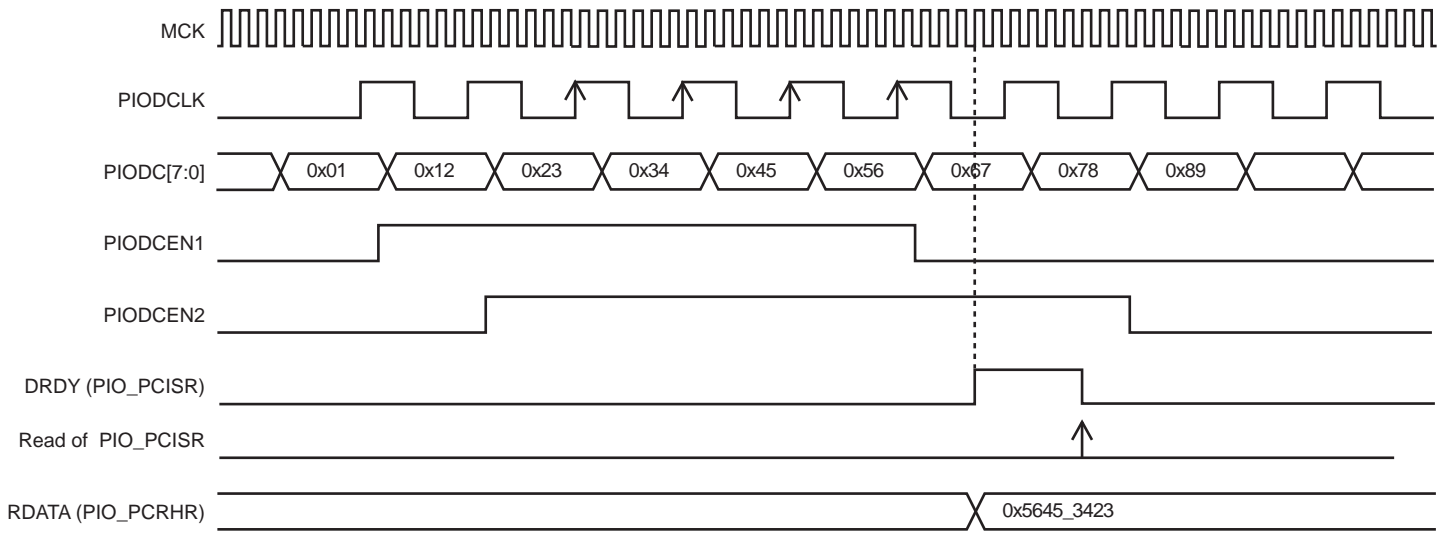 MCK
PIODCLK
PIODC[7:0] 0x01 0x12 0x23 0x34 0x45 0x56 0x67 0x78 0x89
PIODCEN1
PIODCEN2
DRDY (PIO_PCISR)
Read of PIO_PCISR
RDATA (PIO_PCRHR) 0x5645_3423